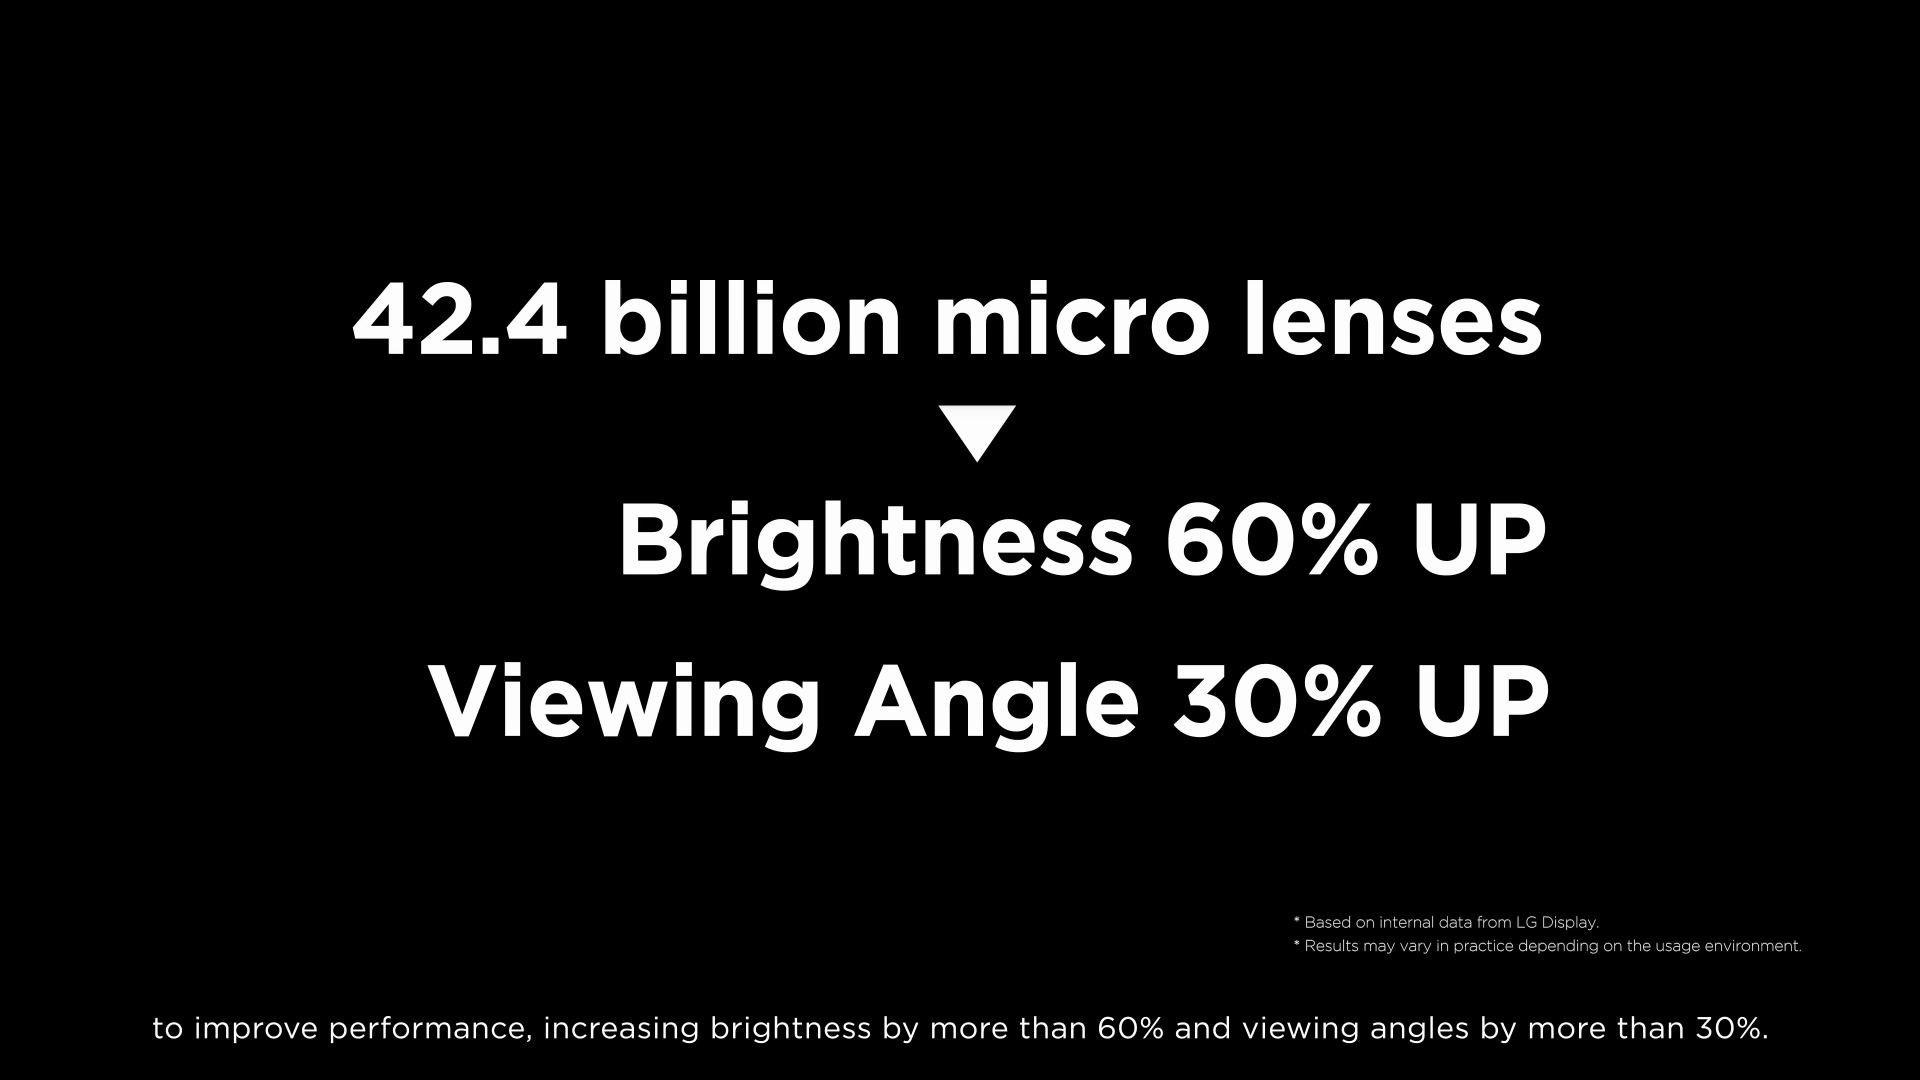 42.4 billion micro lenses
Brightness 60% UP
Viewing Angle 30% UP
* Based on internal data from LG Display.
* Results may vary in practice depending on the usage environment.
to improve performance, increasing brightness by more than 60% and viewing angles by more than 30%.